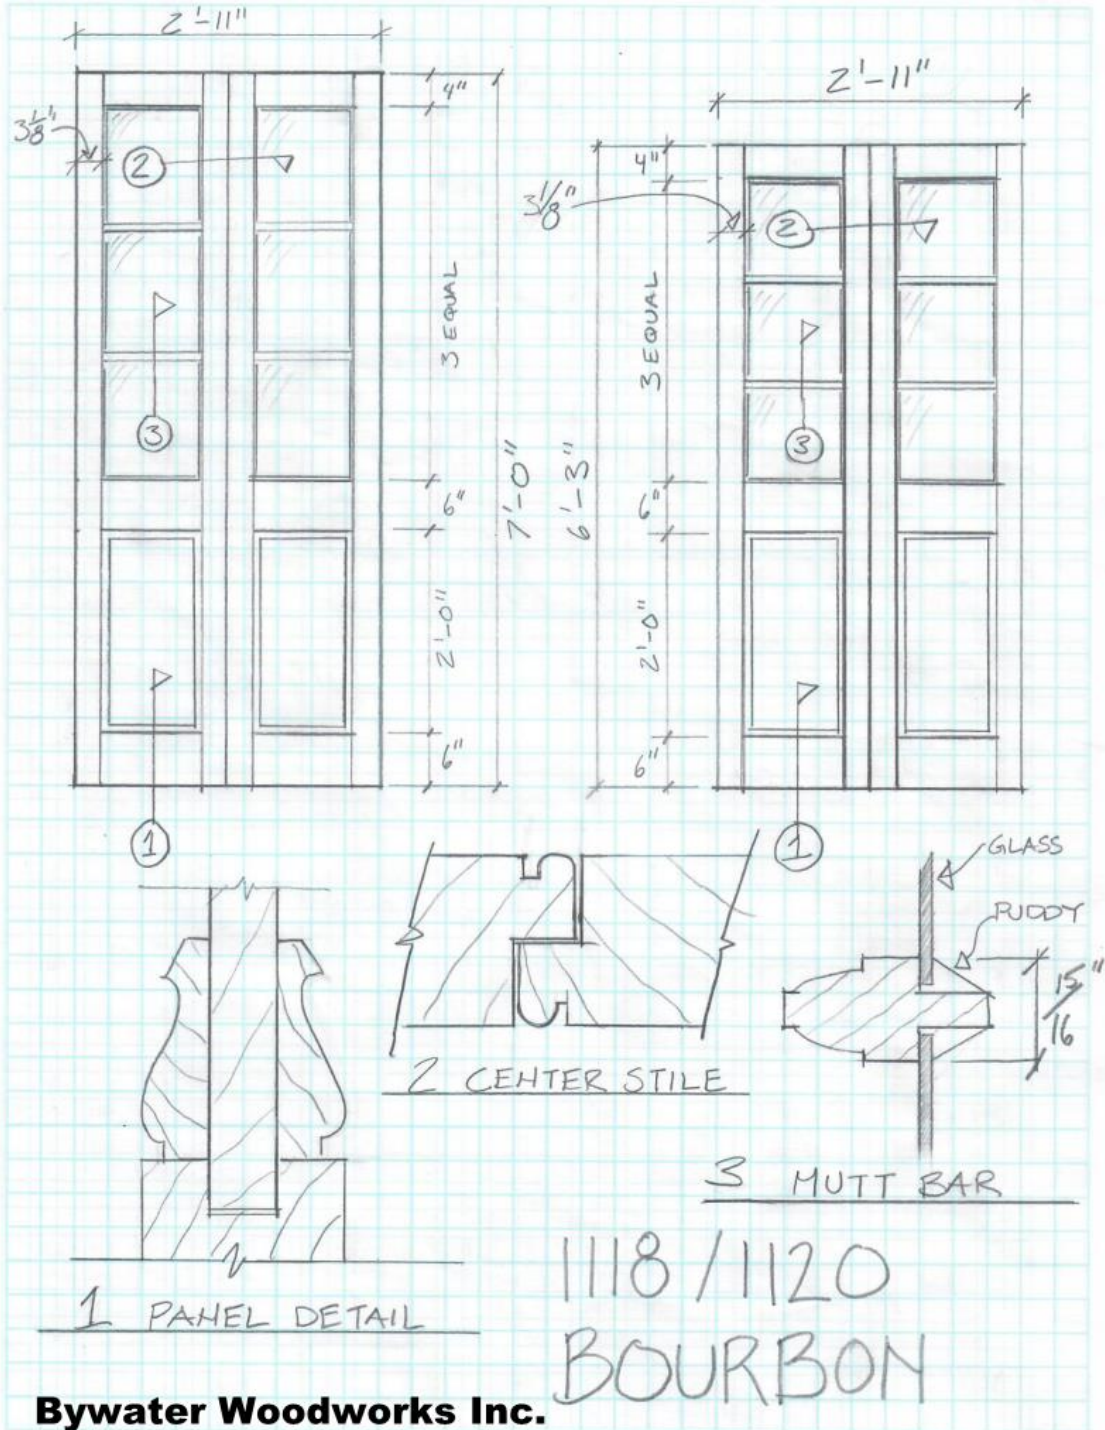 2'-11"
4"
3 1/8"
2
3
3 EQUAL
6"
7'-0"
2'-0"
6"
1
2'-11"
4"
3 1/8"
2
3 EQUAL
3
6'-3"
6"
2'-0"
6"
1
GLASS
PUDDY
15/16"
2 CENTER STILE
3 MUTT BAR
1 PANEL DETAIL
1118/1120
BOURBON
Bywater Woodworks Inc.